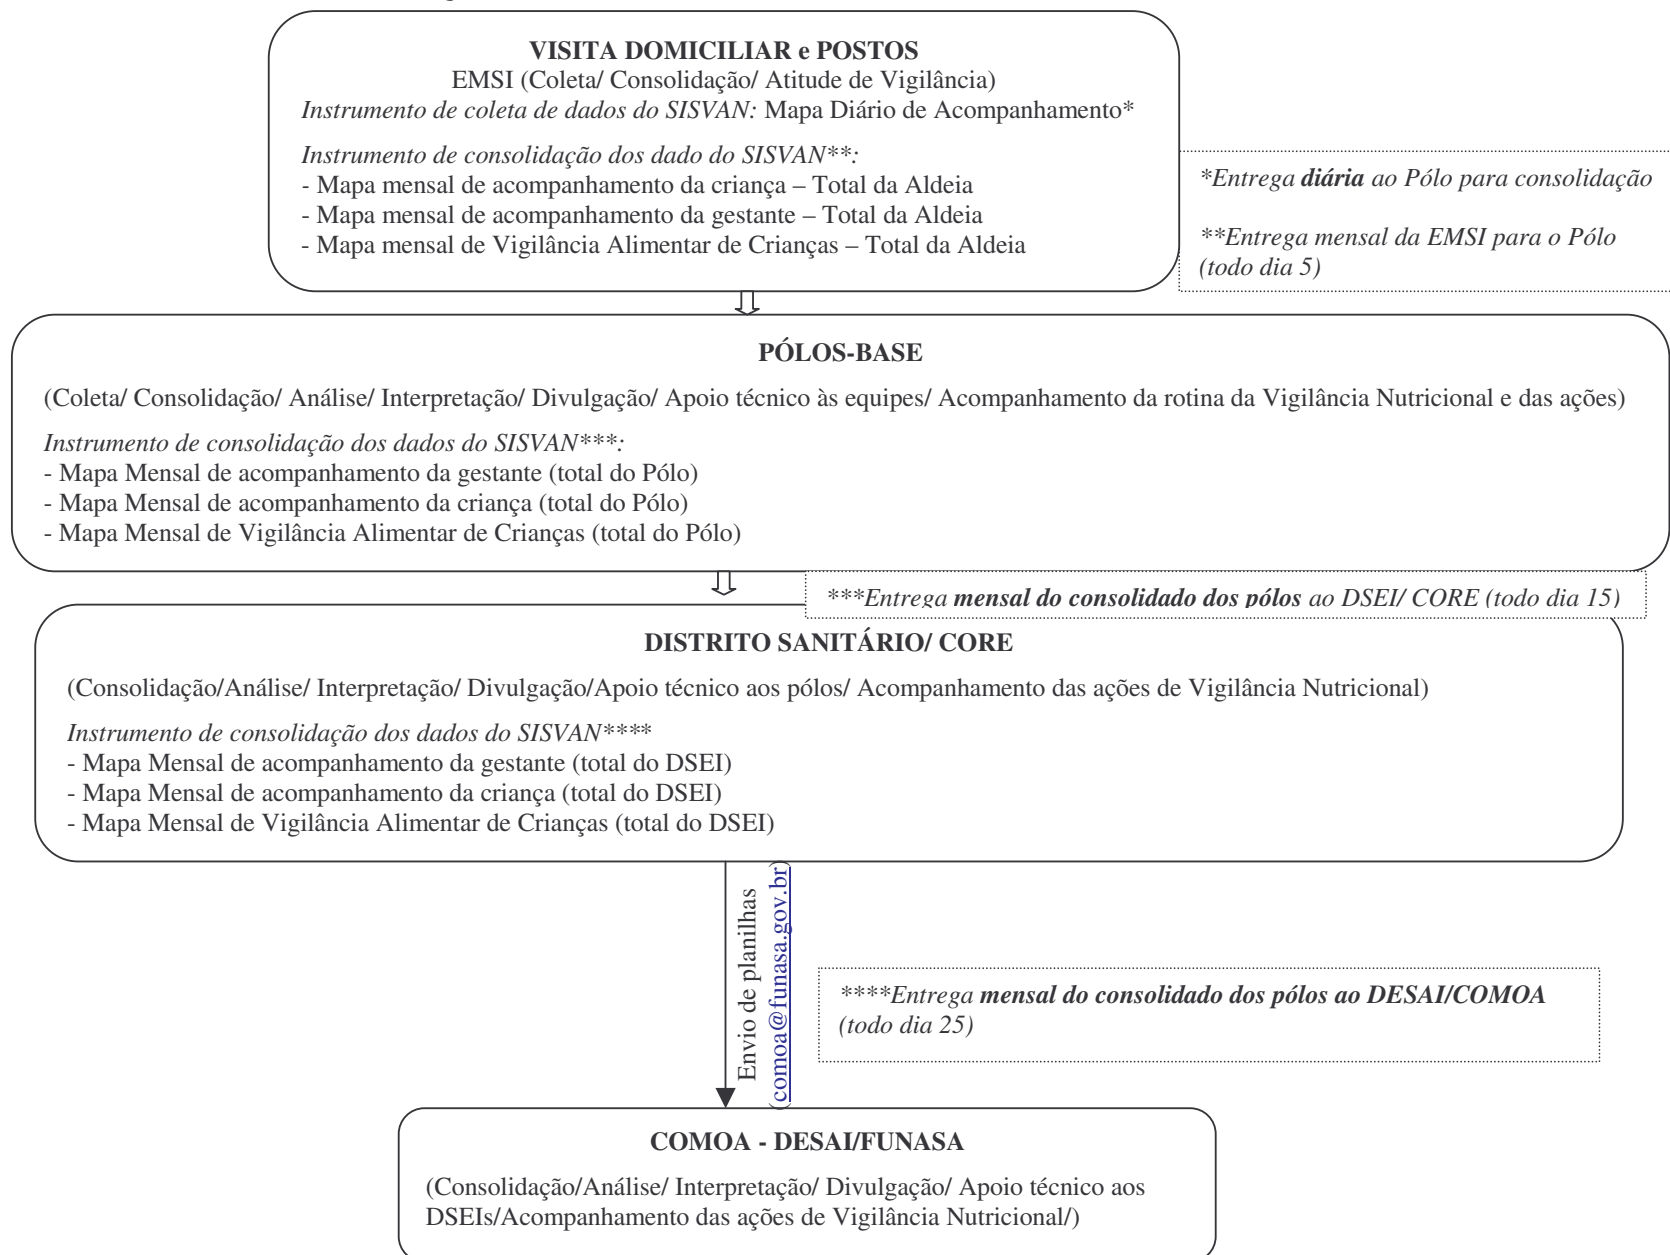 VISITA DOMICILIAR e POSTOS
EMSI (Coleta/ Consolidação/ Atitude de Vigilância)
Instrumento de coleta de dados do SISVAN: Mapa Diário de Acompanhamento*
Instrumento de consolidação dos dado do SISVAN**:
- Mapa mensal de acompanhamento da criança – Total da Aldeia
- Mapa mensal de acompanhamento da gestante – Total da Aldeia
- Mapa mensal de Vigilância Alimentar de Crianças – Total da Aldeia
*Entrega diária ao Pólo para consolidação
**Entrega mensal da EMSI para o Pólo
(todo dia 5)
PÓLOS-BASE
(Coleta/ Consolidação/ Análise/ Interpretação/ Divulgação/ Apoio técnico às equipes/ Acompanhamento da rotina da Vigilância Nutricional e das ações)
Instrumento de consolidação dos dados do SISVAN***:
- Mapa Mensal de acompanhamento da gestante (total do Pólo)
- Mapa Mensal de acompanhamento da criança (total do Pólo)
- Mapa Mensal de Vigilância Alimentar de Crianças (total do Pólo)
***Entrega mensal do consolidado dos pólos ao DSEI/ CORE (todo dia 15)
DISTRITO SANITÁRIO/ CORE
(Consolidação/Análise/ Interpretação/ Divulgação/Apoio técnico aos pólos/ Acompanhamento das ações de Vigilância Nutricional)
Instrumento de consolidação dos dados do SISVAN****
- Mapa Mensal de acompanhamento da gestante (total do DSEI)
- Mapa Mensal de acompanhamento da criança (total do DSEI)
- Mapa Mensal de Vigilância Alimentar de Crianças (total do DSEI)
Envio de planilhas
(comoa@funasa.gov.br)
****Entrega mensal do consolidado dos pólos ao DESAI/COMOA
(todo dia 25)
COMOA - DESAI/FUNASA
(Consolidação/Análise/ Interpretação/ Divulgação/ Apoio técnico aos
DSEIs/Acompanhamento das ações de Vigilância Nutricional/)